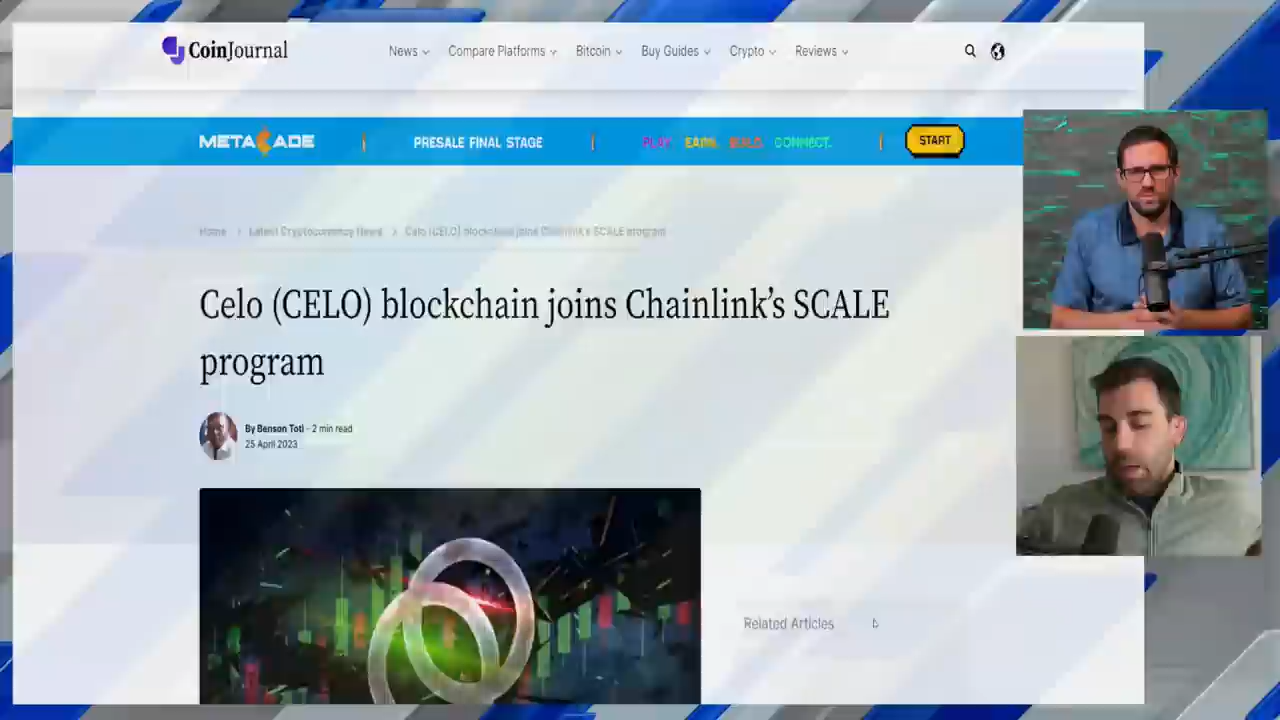 CoinJournal
News
Compare Platforms
Bitcoin
Buy Guides
Crypto
Reviews
METACADE
PRESALE FINAL STAGE
PLAY. EARN. BUILD. CONNECT.
START
Home > Latest Cryptocurrency News > Celo (CELO) blockchain joins Chainlink's SCALE program
Celo (CELO) blockchain joins Chainlink's SCALE
program
By Benson Toti - 2 min read
25 April 2023
Related Articles